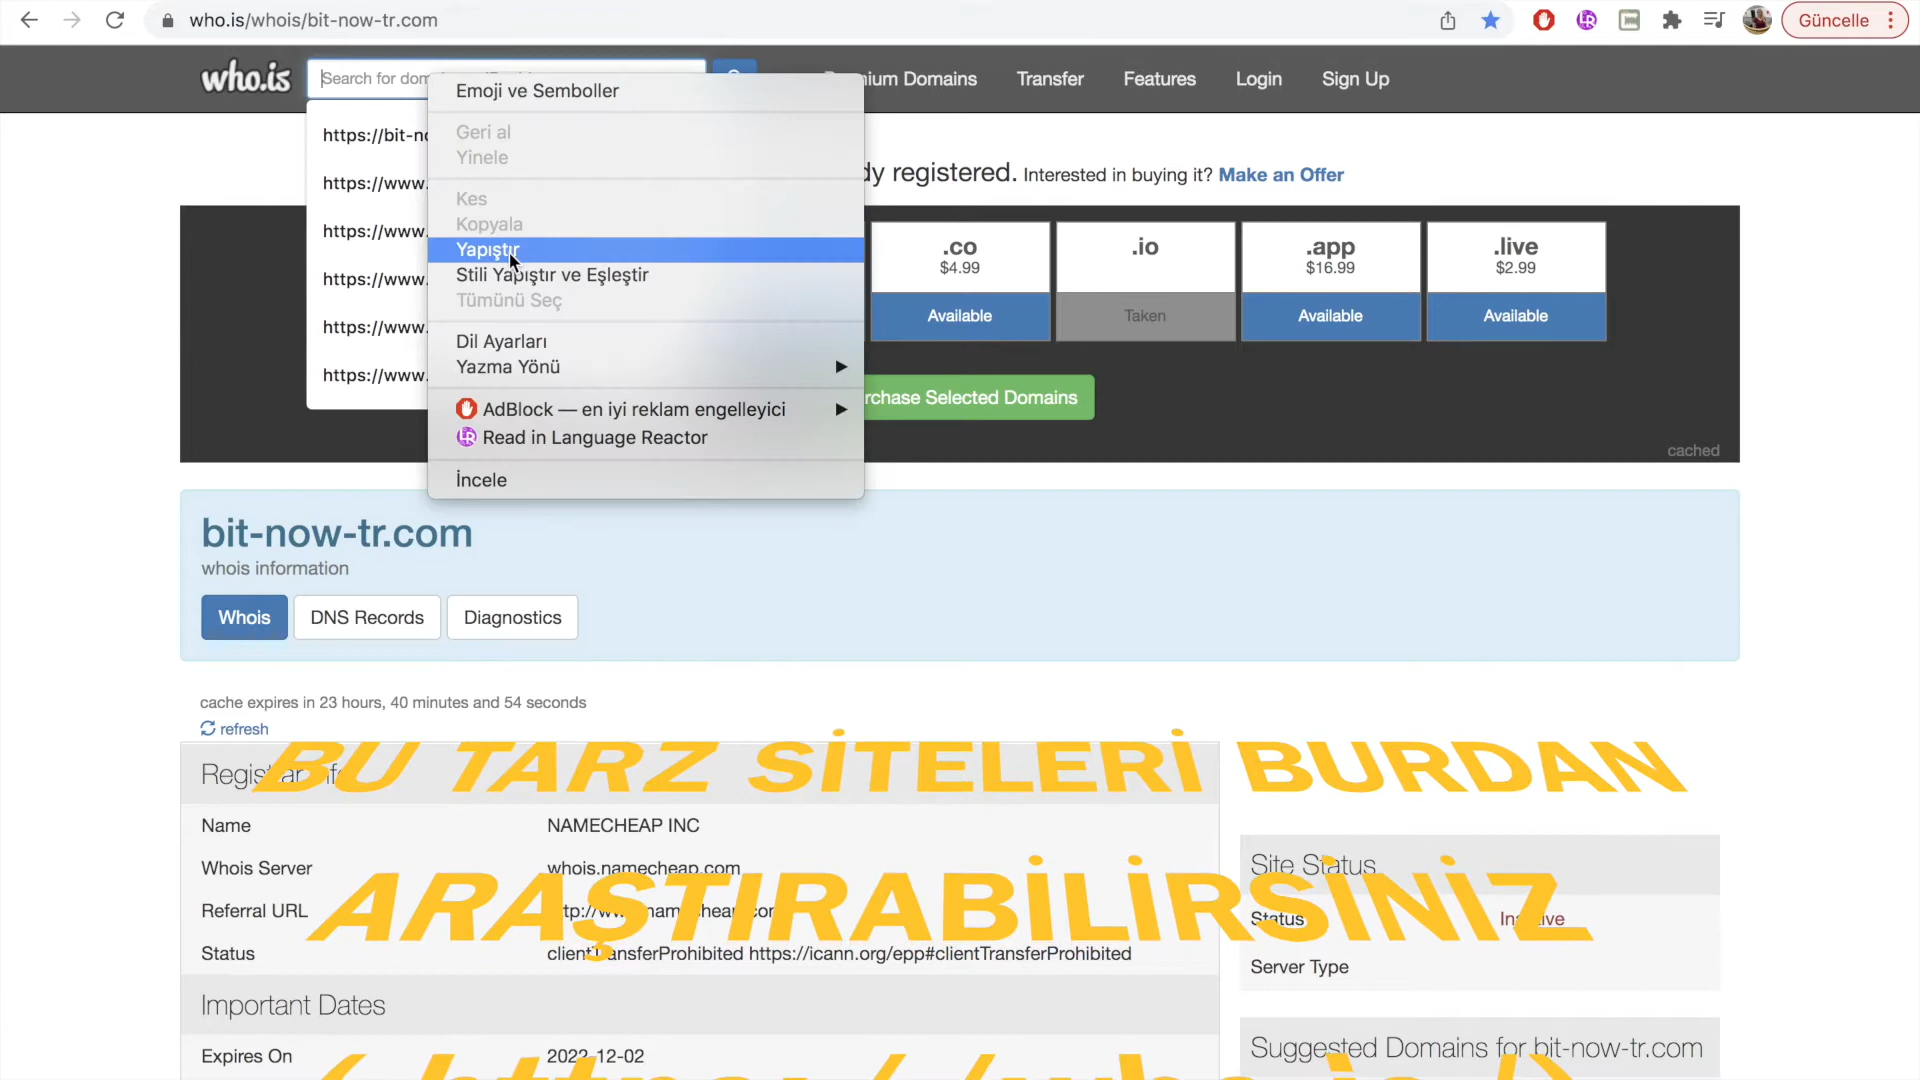 who.is/whois/bit-now-tr.com
Güncelle
who.is
Search for
Domains
Transfer
Features
Login
Sign Up
Emoji ve Semboller
https://bit-
Geri al
Yinele
https://www.
Kes
https://www.
Kopyala
Yapıştır
https://www.
Stili Yapıştır ve Eşleştir
Tümünü Seç
https://www.
Dil Ayarları
Yazma Yönü
https://www.
AdBlock — en iyi reklam engelleyici
Read in Language Reactor
İncele
registered. Interested in buying it? Make an Offer
.co
$4.99
Available
.io
Taken
.app
$16.99
Available
.live
$2.99
Available
Selected Domains
cached
bit-now-tr.com
whois information
Whois
DNS Records
Diagnostics
cache expires in 23 hours, 40 minutes and 54 seconds
refresh
BU TARZ SİTELERİ BURDAN
ARAŞTIRABİLİRSİNİZ
Registrar Info
Name NAMECHEAP INC
Whois Server whois.namecheap.com
Referral URL
Status clientTransferProhibited https://icann.org/epp#clientTransferProhibited
Important Dates
Expires On 2022-12-02
Site Status
Status Inactive
Server Type
Suggested Domains for bit-now-tr.com